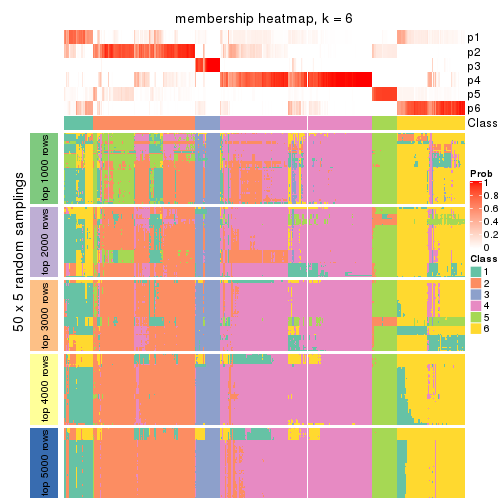 membership heatmap, k = 6
p1
p2
p3
p4
p5
p6
Class
50 x 5 random samplings
top 1000 rows
top 2000 rows
top 3000 rows
top 4000 rows
top 5000 rows
Prob
1
0.8
0.6
0.4
0.2
0
Class
1
2
3
4
5
6